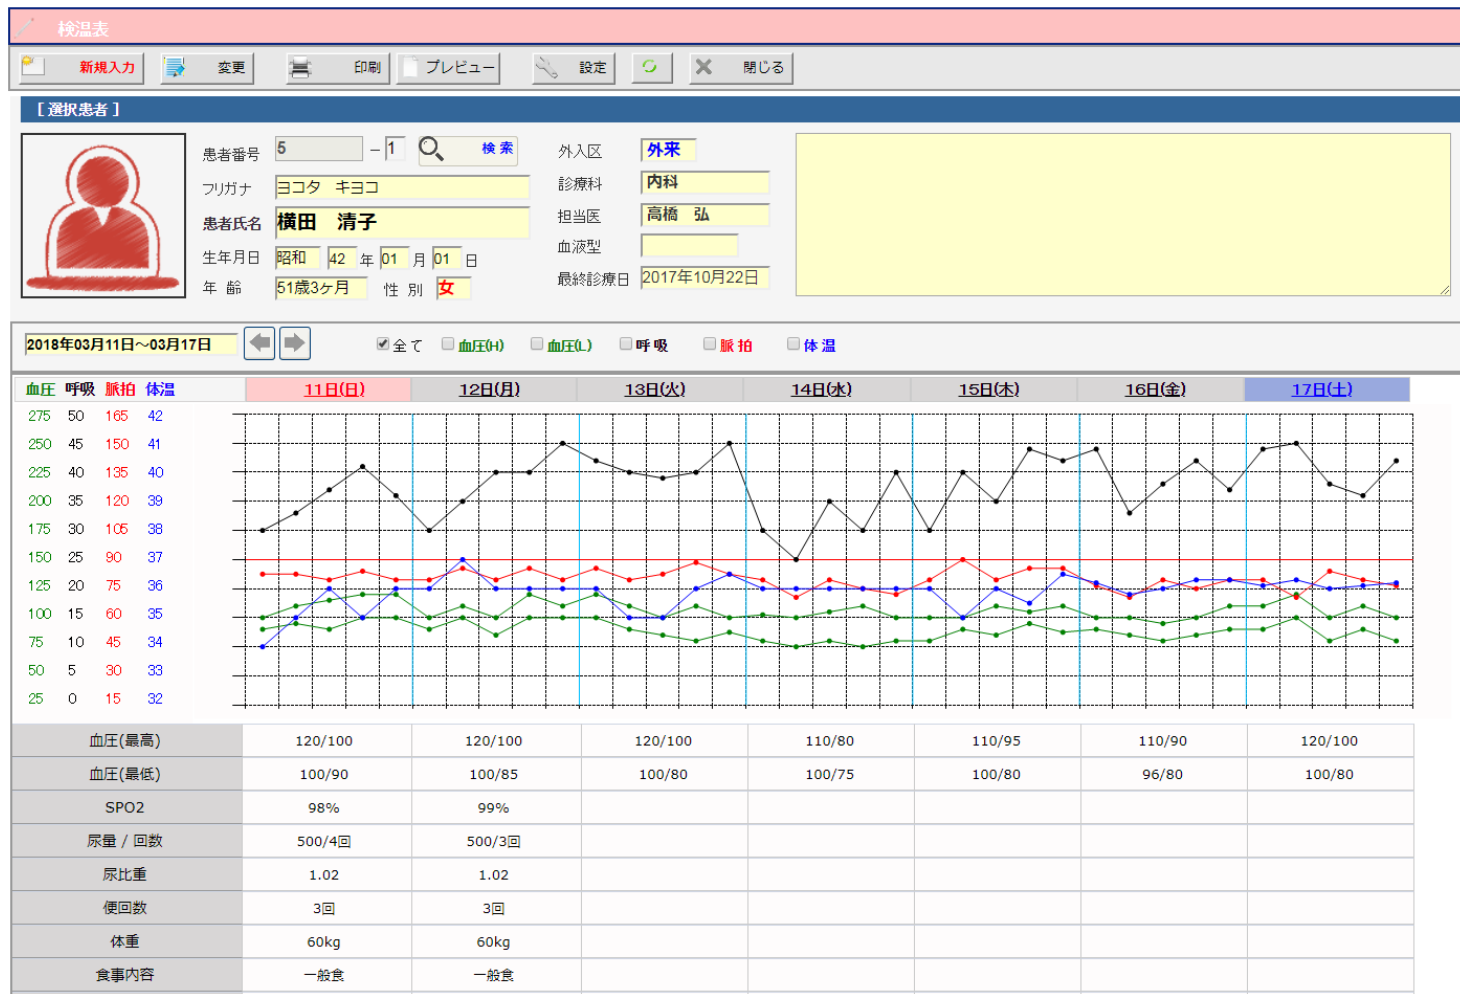 検温表
新規入力 変更 印刷 プレビュー 設定 閉じる
[ 選択患者 ]
患者番号 5 - 1 検 索 外入区 外来
フリガナ ヨコタ　キヨコ 診療科 内科
患者氏名 横田　清子 担当医 高橋　弘
生年月日 昭和 42 年 01 月 01 日 血液型
年 齢 51歳3ヶ月 性 別 女 最終診療日 2017年10月22日
2018年03月11日～03月17日 全て 血圧(H) 血圧(L) 呼吸 脈拍 体温
血圧 呼吸 脈拍 体温 11日(日) 12日(月) 13日(火) 14日(水) 15日(木) 16日(金) 17日(土)
275 50 165 42
250 45 150 41
225 40 135 40
200 35 120 39
175 30 105 38
150 25 90 37
125 20 75 36
100 15 60 35
75 10 45 34
50 5 30 33
25 0 15 32
血圧(最高) 120/100 120/100 120/100 110/80 110/95 110/90 120/100
血圧(最低) 100/90 100/85 100/80 100/75 100/80 96/80 100/80
SPO2 98% 99%
尿量 / 回数 500/4回 500/3回
尿比重 1.02 1.02
便回数 3回 3回
体重 60kg 60kg
食事内容 一般食 一般食